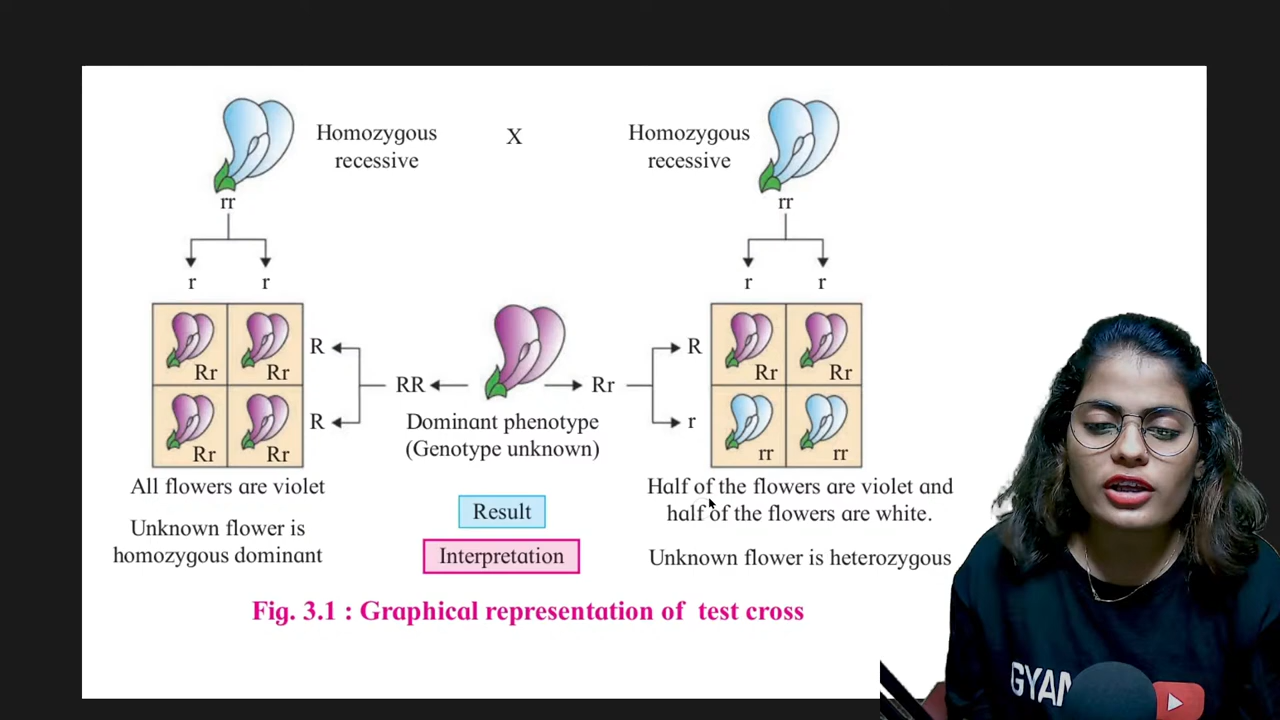 Homozygous
recessive
X
Homozygous
recessive
rr
rr
r r
r r
Rr Rr
Rr Rr
R
R
RR
Rr
R
r
Rr Rr
rr rr
Dominant phenotype
(Genotype unknown)
All flowers are violet
Unknown flower is
homozygous dominant
Result
Interpretation
Half of the flowers are violet and
half of the flowers are white.
Unknown flower is heterozygous
Fig. 3.1 : Graphical representation of test cross